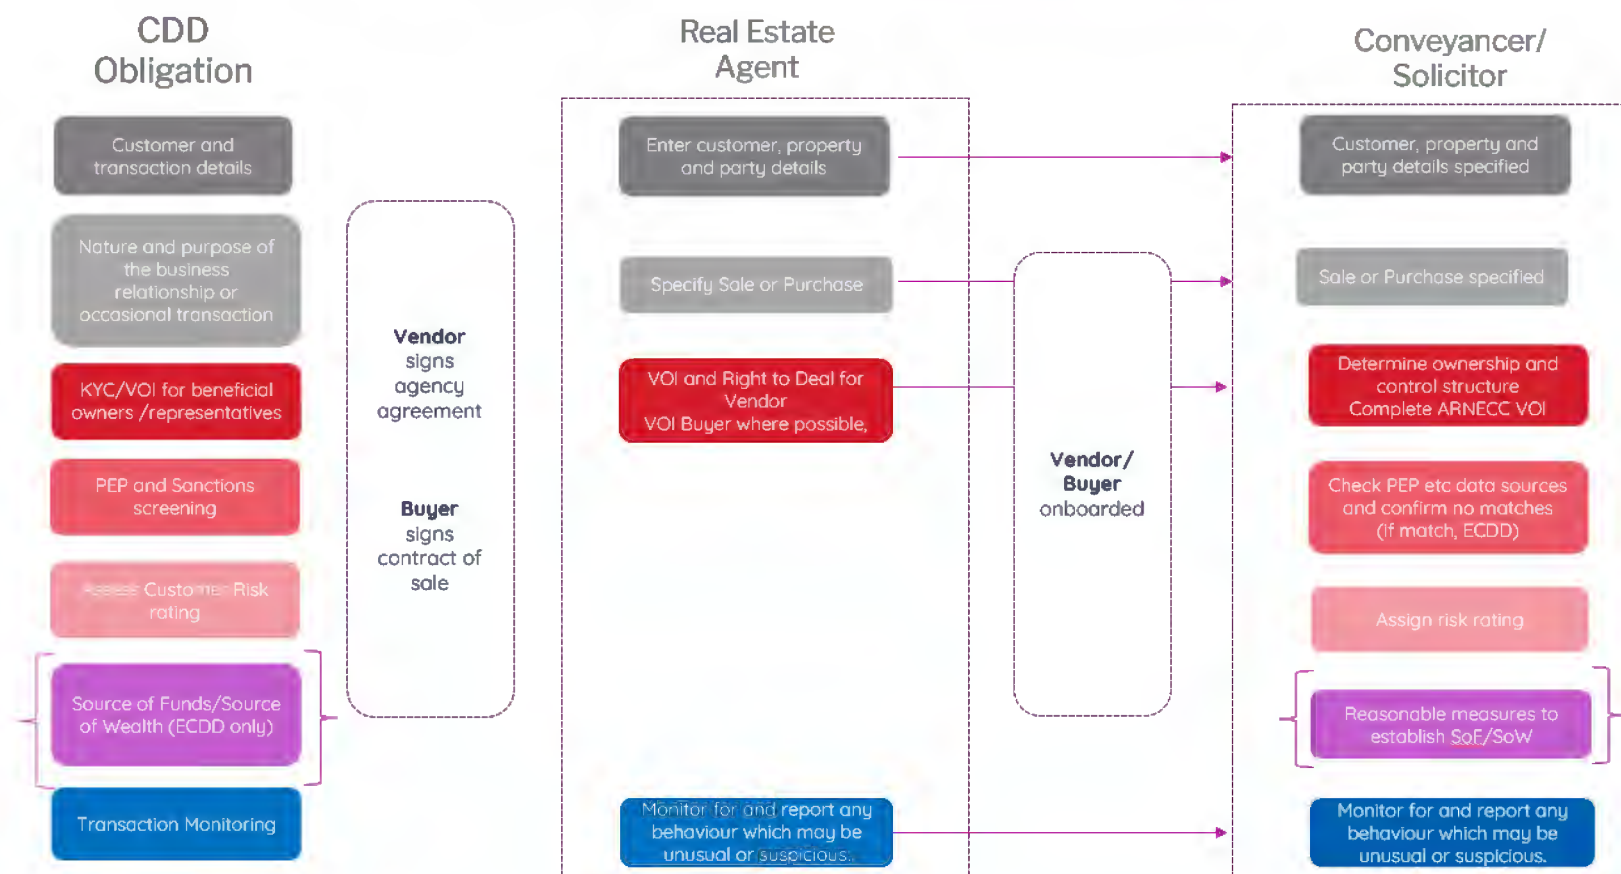 CDD
Obligation
Customer and
transaction details
Nature and purpose of
the business
relationship or
occasional transaction
KYC/VOI for beneficial
owners /representatives
PEP and Sanctions
screening
Assess Customer Risk
rating
Source of Funds/Source
of Wealth (ECDD only)
Transaction Monitoring
Vendor
signs
agency
agreement
Buyer
signs
contract of
sale
Real Estate
Agent
Enter customer, property
and party details
Specify Sale or Purchase
VOI and Right to Deal for
Vendor
VOI Buyer where possible,
Monitor for and report any
behaviour which may be
unusual or suspicious.
Vendor/
Buyer
onboarded
Conveyancer/
Solicitor
Customer, property and
party details specified
Sale or Purchase specified
Determine ownership and
control structure
Complete ARNECC VOI
Check PEP etc data sources
and confirm no matches
(if match, ECDD)
Assign risk rating
Reasonable measures to
establish SoF/SoW
Monitor for and report any
behaviour which may be
unusual or suspicious.